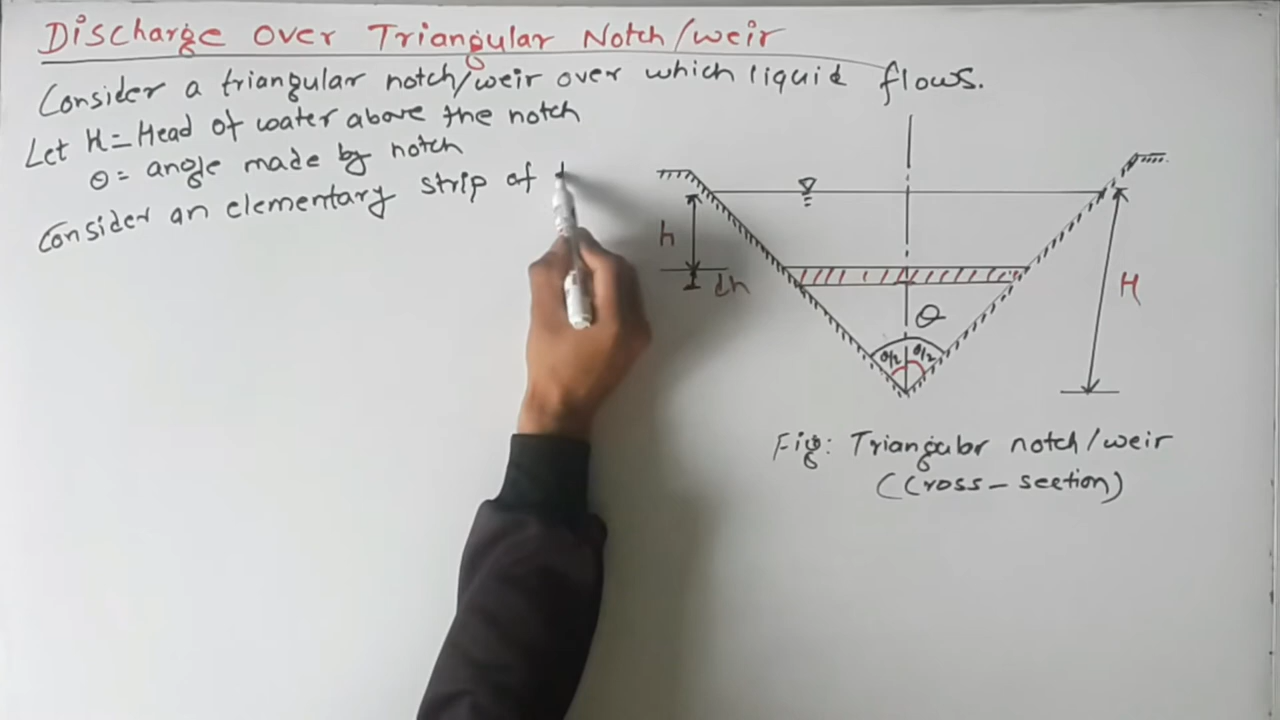 Discharge Over Triangular Notch/weir
Consider a triangular notch/weir over which liquid flows.
Let H = Head of water above the notch
θ = angle made by notch
Consider an elementary strip of
h
dh
H
θ
θ/2 θ/2
Fig: Triangular notch/weir
(Cross-section)